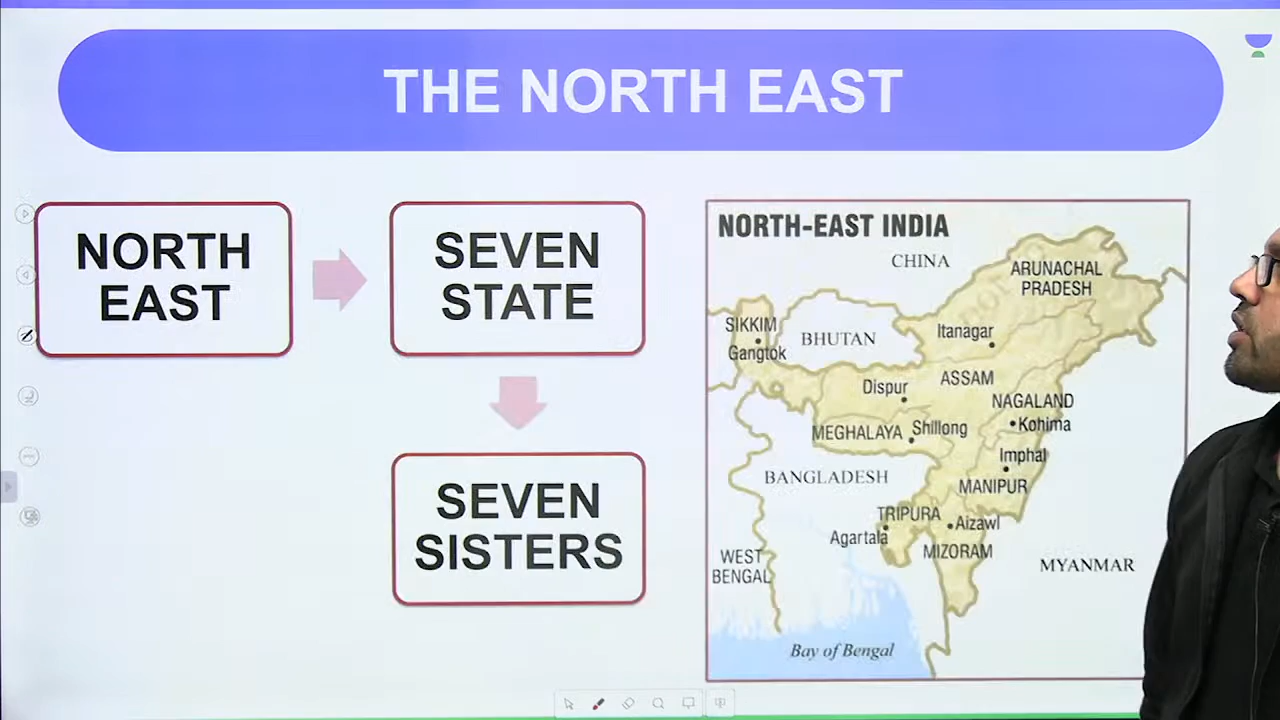 THE NORTH EAST
NORTH
EAST
SEVEN
STATE
SEVEN
SISTERS
NORTH-EAST INDIA
CHINA
ARUNACHAL
PRADESH
SIKKIM
Gangtok
BHUTAN
Itanagar
Dispur
ASSAM
NAGALAND
Kohima
MEGHALAYA
Shillong
Imphal
BANGLADESH
MANIPUR
TRIPURA
Aizawl
Agartala
MIZORAM
WEST
BENGAL
MYANMAR
Bay of Bengal